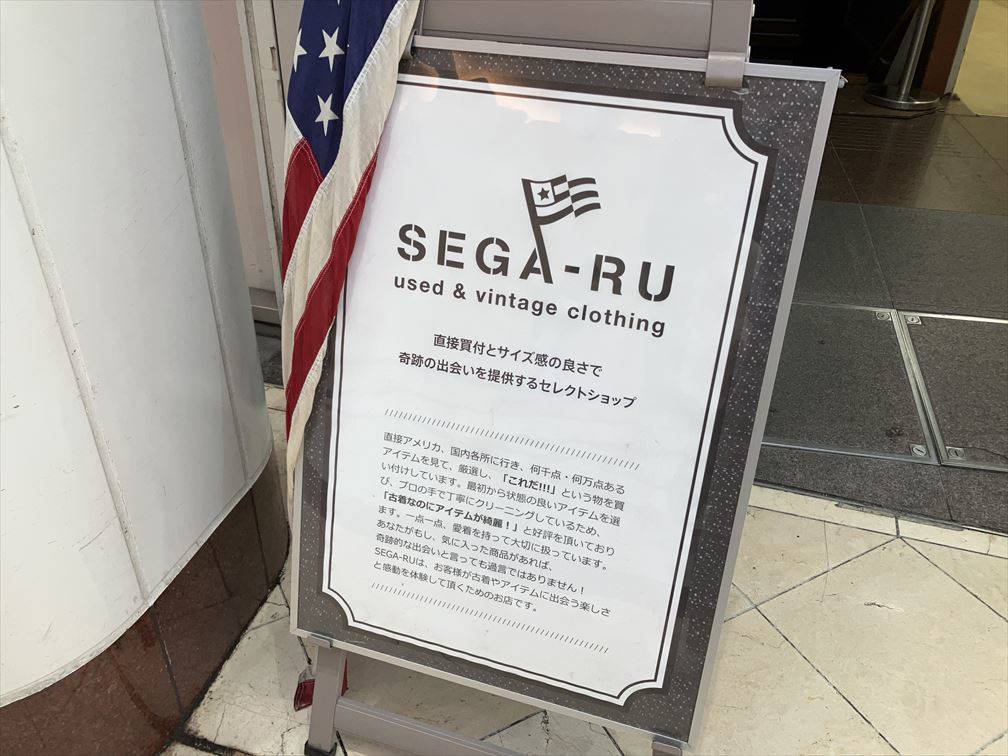 SEGA-RU
used & vintage clothing
直接買付とサイズ感の良さで
奇跡の出会いを提供するセレクトショップ
直接アメリカ、国内各所に行き、何千点・何万点ある
アイテムを見て、厳選し、「これだ!!!」という物を買
い付けしています。最初から状態の良いアイテムを選
び、プロの手で丁寧にクリーニングしているため、
「古着なのにアイテムが綺麗！」と好評を頂いており
ます。一点一点、愛着を持って大切に扱っています。
あなたがもし、気に入った商品があれば、
奇跡的な出会いと言っても過言ではありません！
SEGA-RUは、お客様が古着やアイテムに出会う楽しさ
と感動を体験して頂くためのお店です。